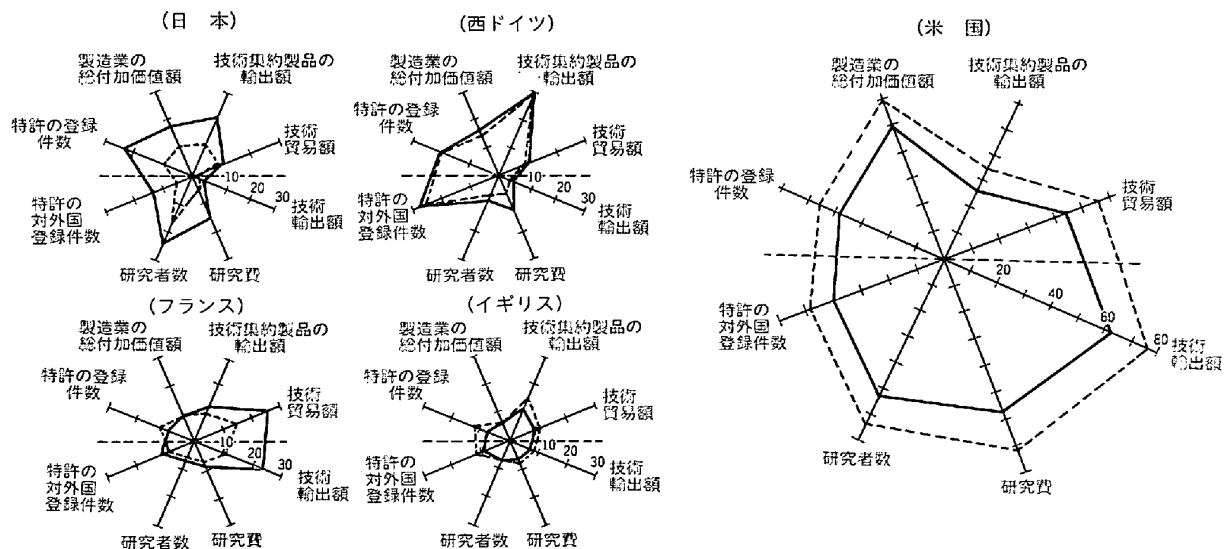 (日 本)
製造業の
総付加価値額
技術集約製品の
輸出額
特許の登録
件数
技術
貿易額
10
20
30
技術
輸出額
特許の
対外国
登録件数
研究者数
研究費
(西ドイツ)
製造業の
総付加価値額
技術集約製品の
輸出額
特許の登録
件数
技術
貿易額
10
20
30
技術
輸出額
特許の
対外国
登録件数
研究者数
研究費
(フランス)
製造業の
総付加価値額
技術集約製品の
輸出額
特許の登録
件数
技術
貿易額
10
20
30
技術
輸出額
特許の
対外国
登録件数
研究者数
研究費
(イギリス)
製造業の
総付加価値額
技術集約製品の
輸出額
特許の登録
件数
技術
貿易額
10
20
30
技術
輸出額
特許の
対外国
登録件数
研究者数
研究費
(米 国)
製造業の
総付加価値額
技術集約製品の
輸出額
特許の登録
件数
技術
貿易額
20
40
60
80
技術
輸出額
特許の
対外国
登録件数
研究者数
研究費